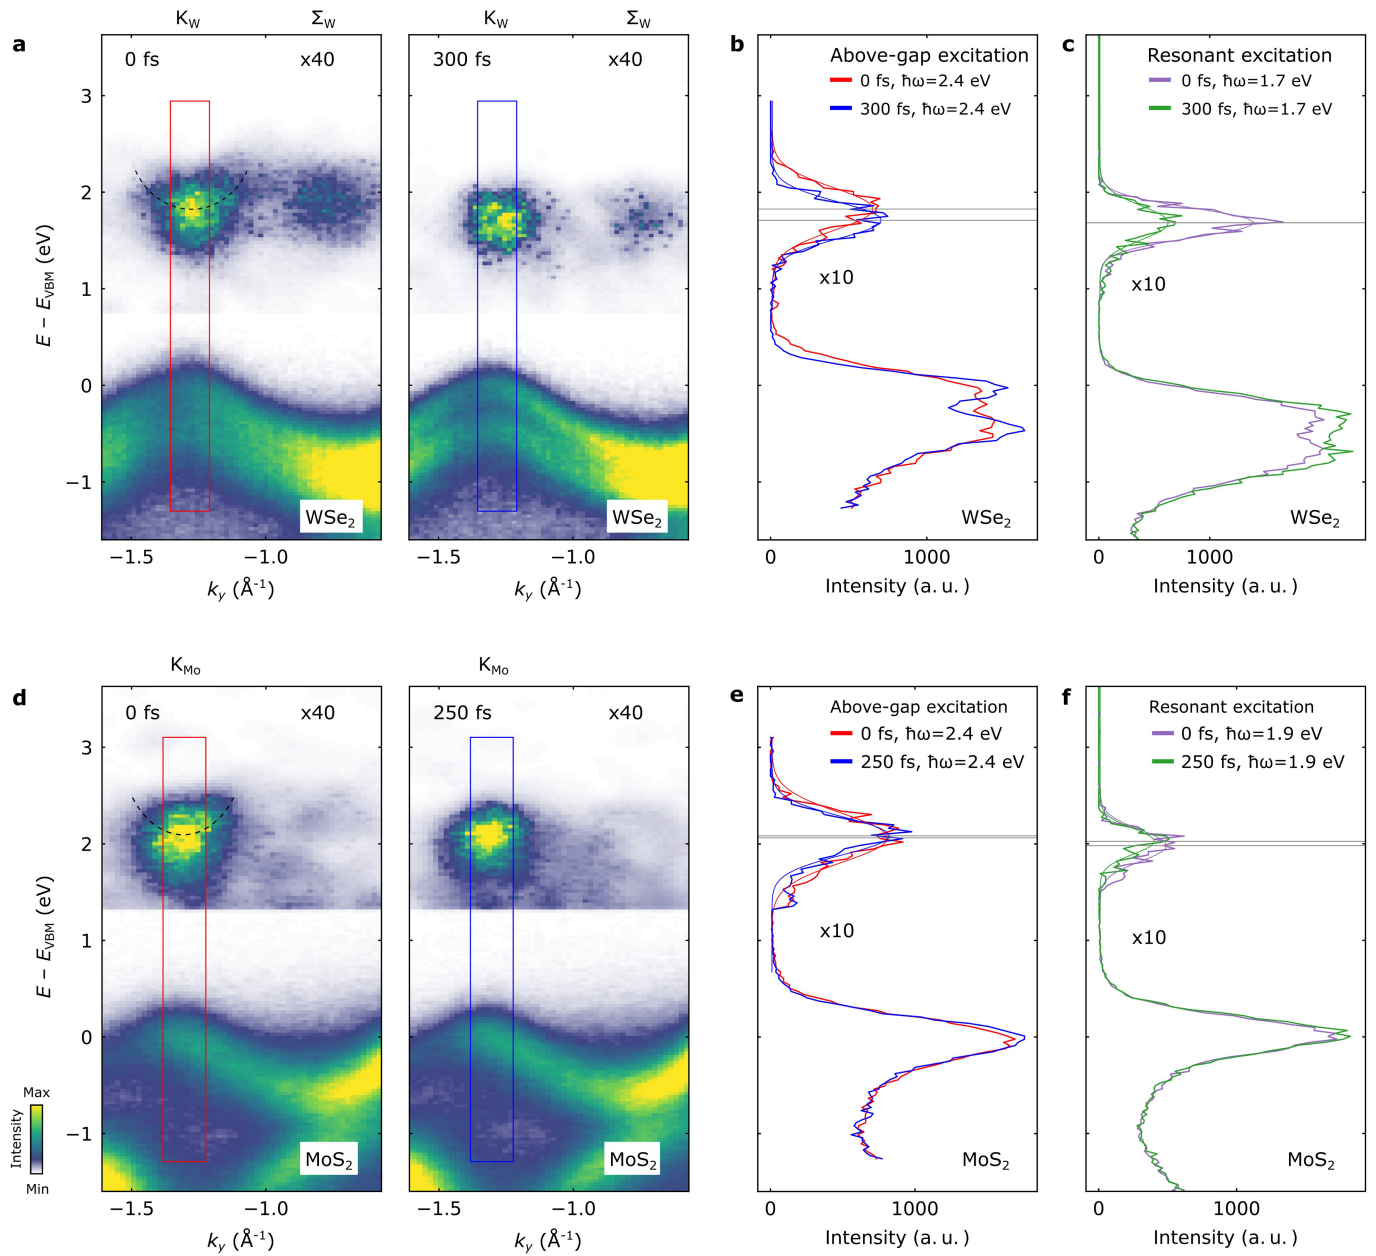 K_W Σ_W K_W Σ_W
a b c
0 fs x40 300 fs x40
Above-gap excitation
0 fs, ħω=2.4 eV
300 fs, ħω=2.4 eV
Resonant excitation
0 fs, ħω=1.7 eV
300 fs, ħω=1.7 eV
3
2
1
0
−1
E − E_VBM (eV)
x10
x10
WSe₂ WSe₂ WSe₂ WSe₂
−1.5 −1.0 −1.5 −1.0 0 1000 0 1000
k_y (Å⁻¹) k_y (Å⁻¹) Intensity (a. u. ) Intensity (a. u. )
K_Mo K_Mo
d e f
0 fs x40 250 fs x40
Above-gap excitation
0 fs, ħω=2.4 eV
250 fs, ħω=2.4 eV
Resonant excitation
0 fs, ħω=1.9 eV
250 fs, ħω=1.9 eV
3
2
1
0
−1
E − E_VBM (eV)
x10
x10
Max
Intensity
Min
MoS₂ MoS₂ MoS₂ MoS₂
−1.5 −1.0 −1.5 −1.0 0 1000 0 1000
k_y (Å⁻¹) k_y (Å⁻¹) Intensity (a. u. ) Intensity (a. u. )